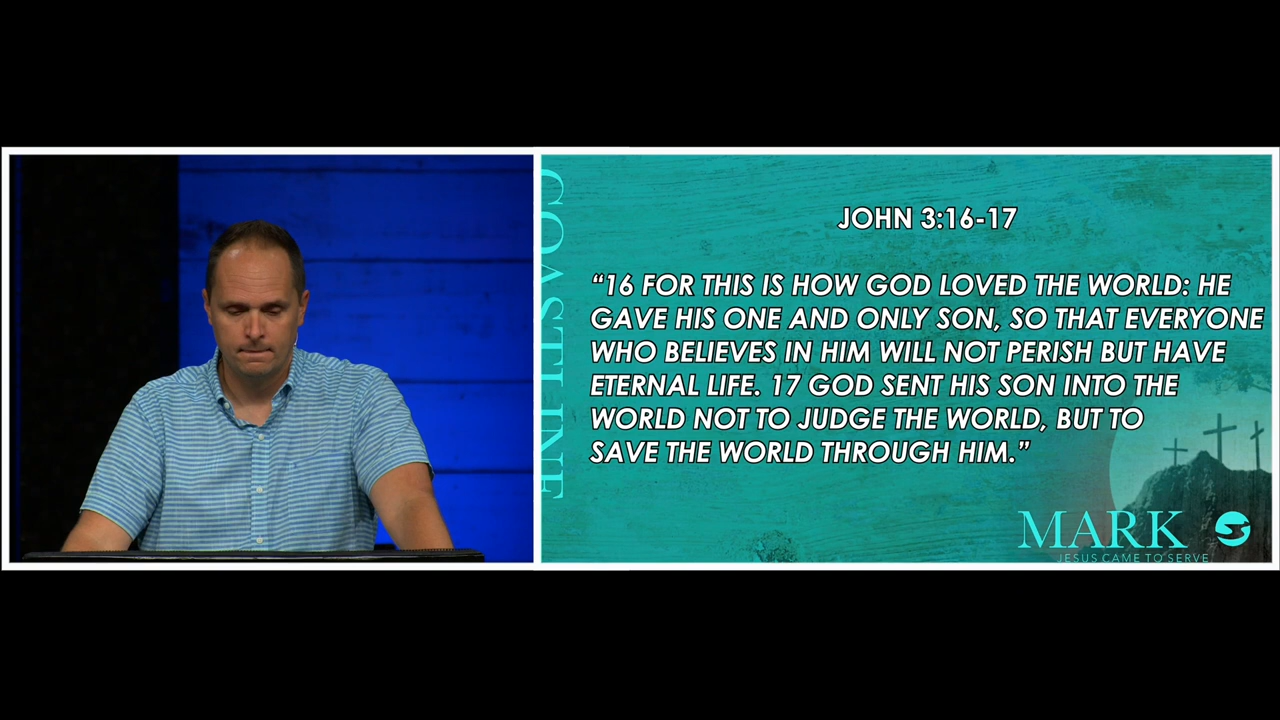 COASTLINE
JOHN 3:16-17
“16 FOR THIS IS HOW GOD LOVED THE WORLD: HE
GAVE HIS ONE AND ONLY SON, SO THAT EVERYONE
WHO BELIEVES IN HIM WILL NOT PERISH BUT HAVE
ETERNAL LIFE. 17 GOD SENT HIS SON INTO THE
WORLD NOT TO JUDGE THE WORLD, BUT TO
SAVE THE WORLD THROUGH HIM.”
MARK
JESUS CAME TO SERVE